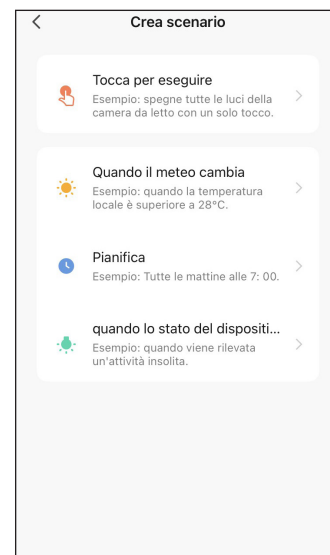 Crea scenario
Tocca per eseguire
Esempio: spegne tutte le luci della
camera da letto con un solo tocco.
Quando il meteo cambia
Esempio: quando la temperatura
locale è superiore a 28°C.
Pianifica
Esempio: Tutte le mattine alle 7: 00.
quando lo stato del dispositi...
Esempio: quando viene rilevata
un'attività insolita.